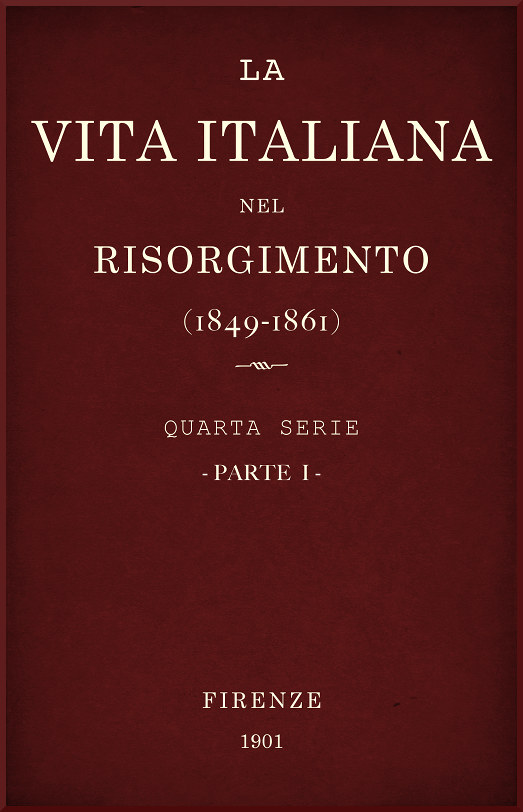 LA
VITA ITALIANA
NEL
RISORGIMENTO
(1849-1861)
QUARTA SERIE
- PARTE I -
FIRENZE
1901